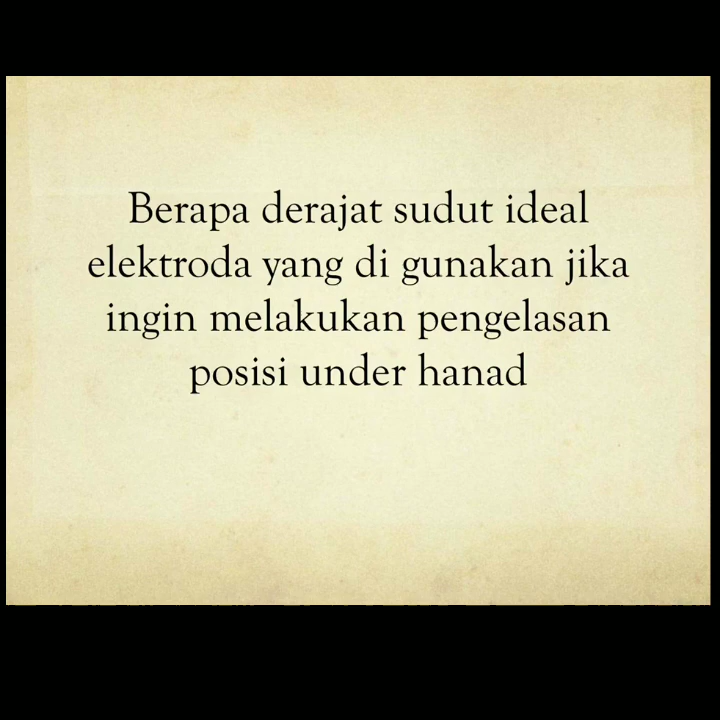 Berapa derajat sudut ideal
elektroda yang di gunakan jika
ingin melakukan pengelasan
posisi under hanad